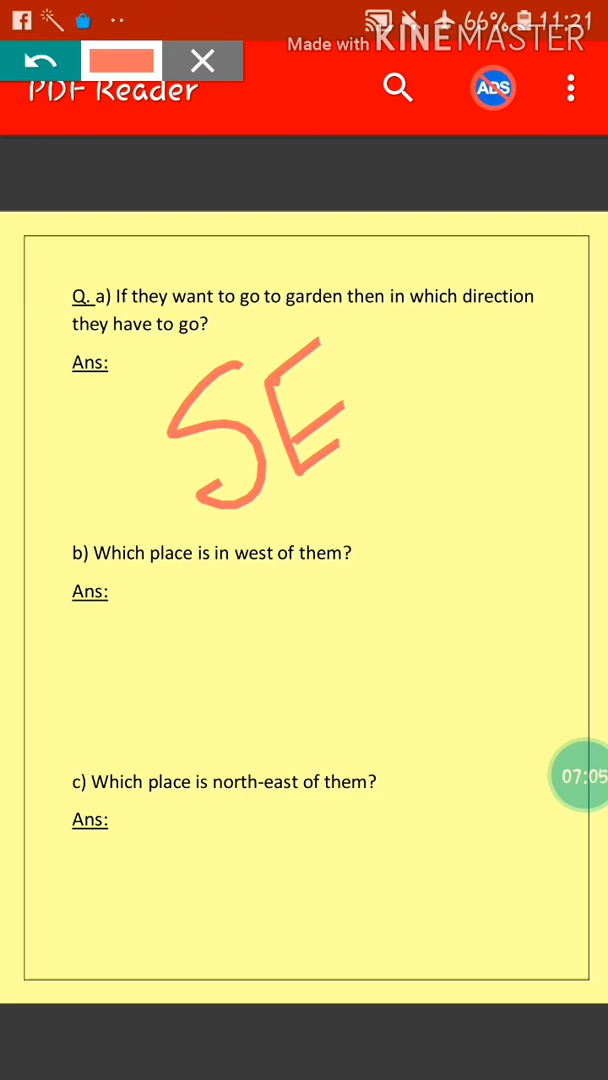 66% 11:21
Made with KINEMASTER
PDF Reader
ADS
Q. a) If they want to go to garden then in which direction
they have to go?
Ans:
SE
b) Which place is in west of them?
Ans:
07:05
c) Which place is north-east of them?
Ans: